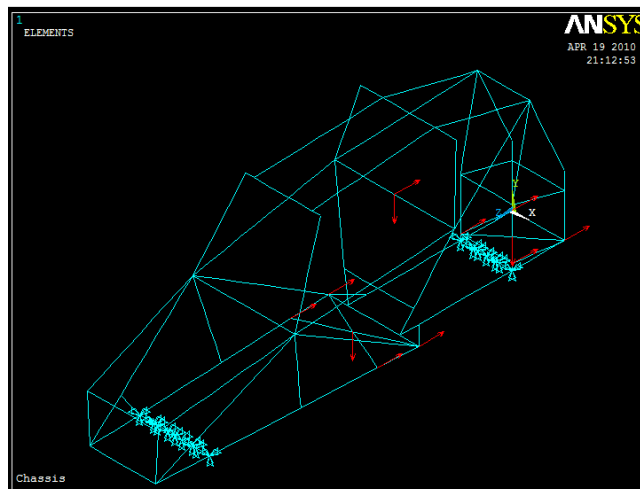 1
ELEMENTS
ANSYS
APR 19 2010
21:12:53
Y
Z
X
Chassis